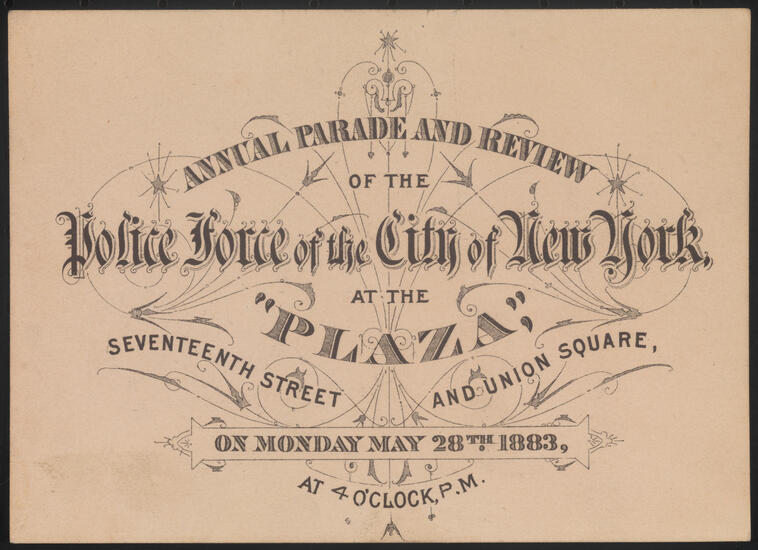 ANNUAL PARADE AND REVIEW
OF THE
Police Force of the City of New York,
AT THE
"PLAZA",
SEVENTEENTH STREET AND UNION SQUARE,
ON MONDAY MAY 28TH. 1883,
AT 4 O'CLOCK, P.M.